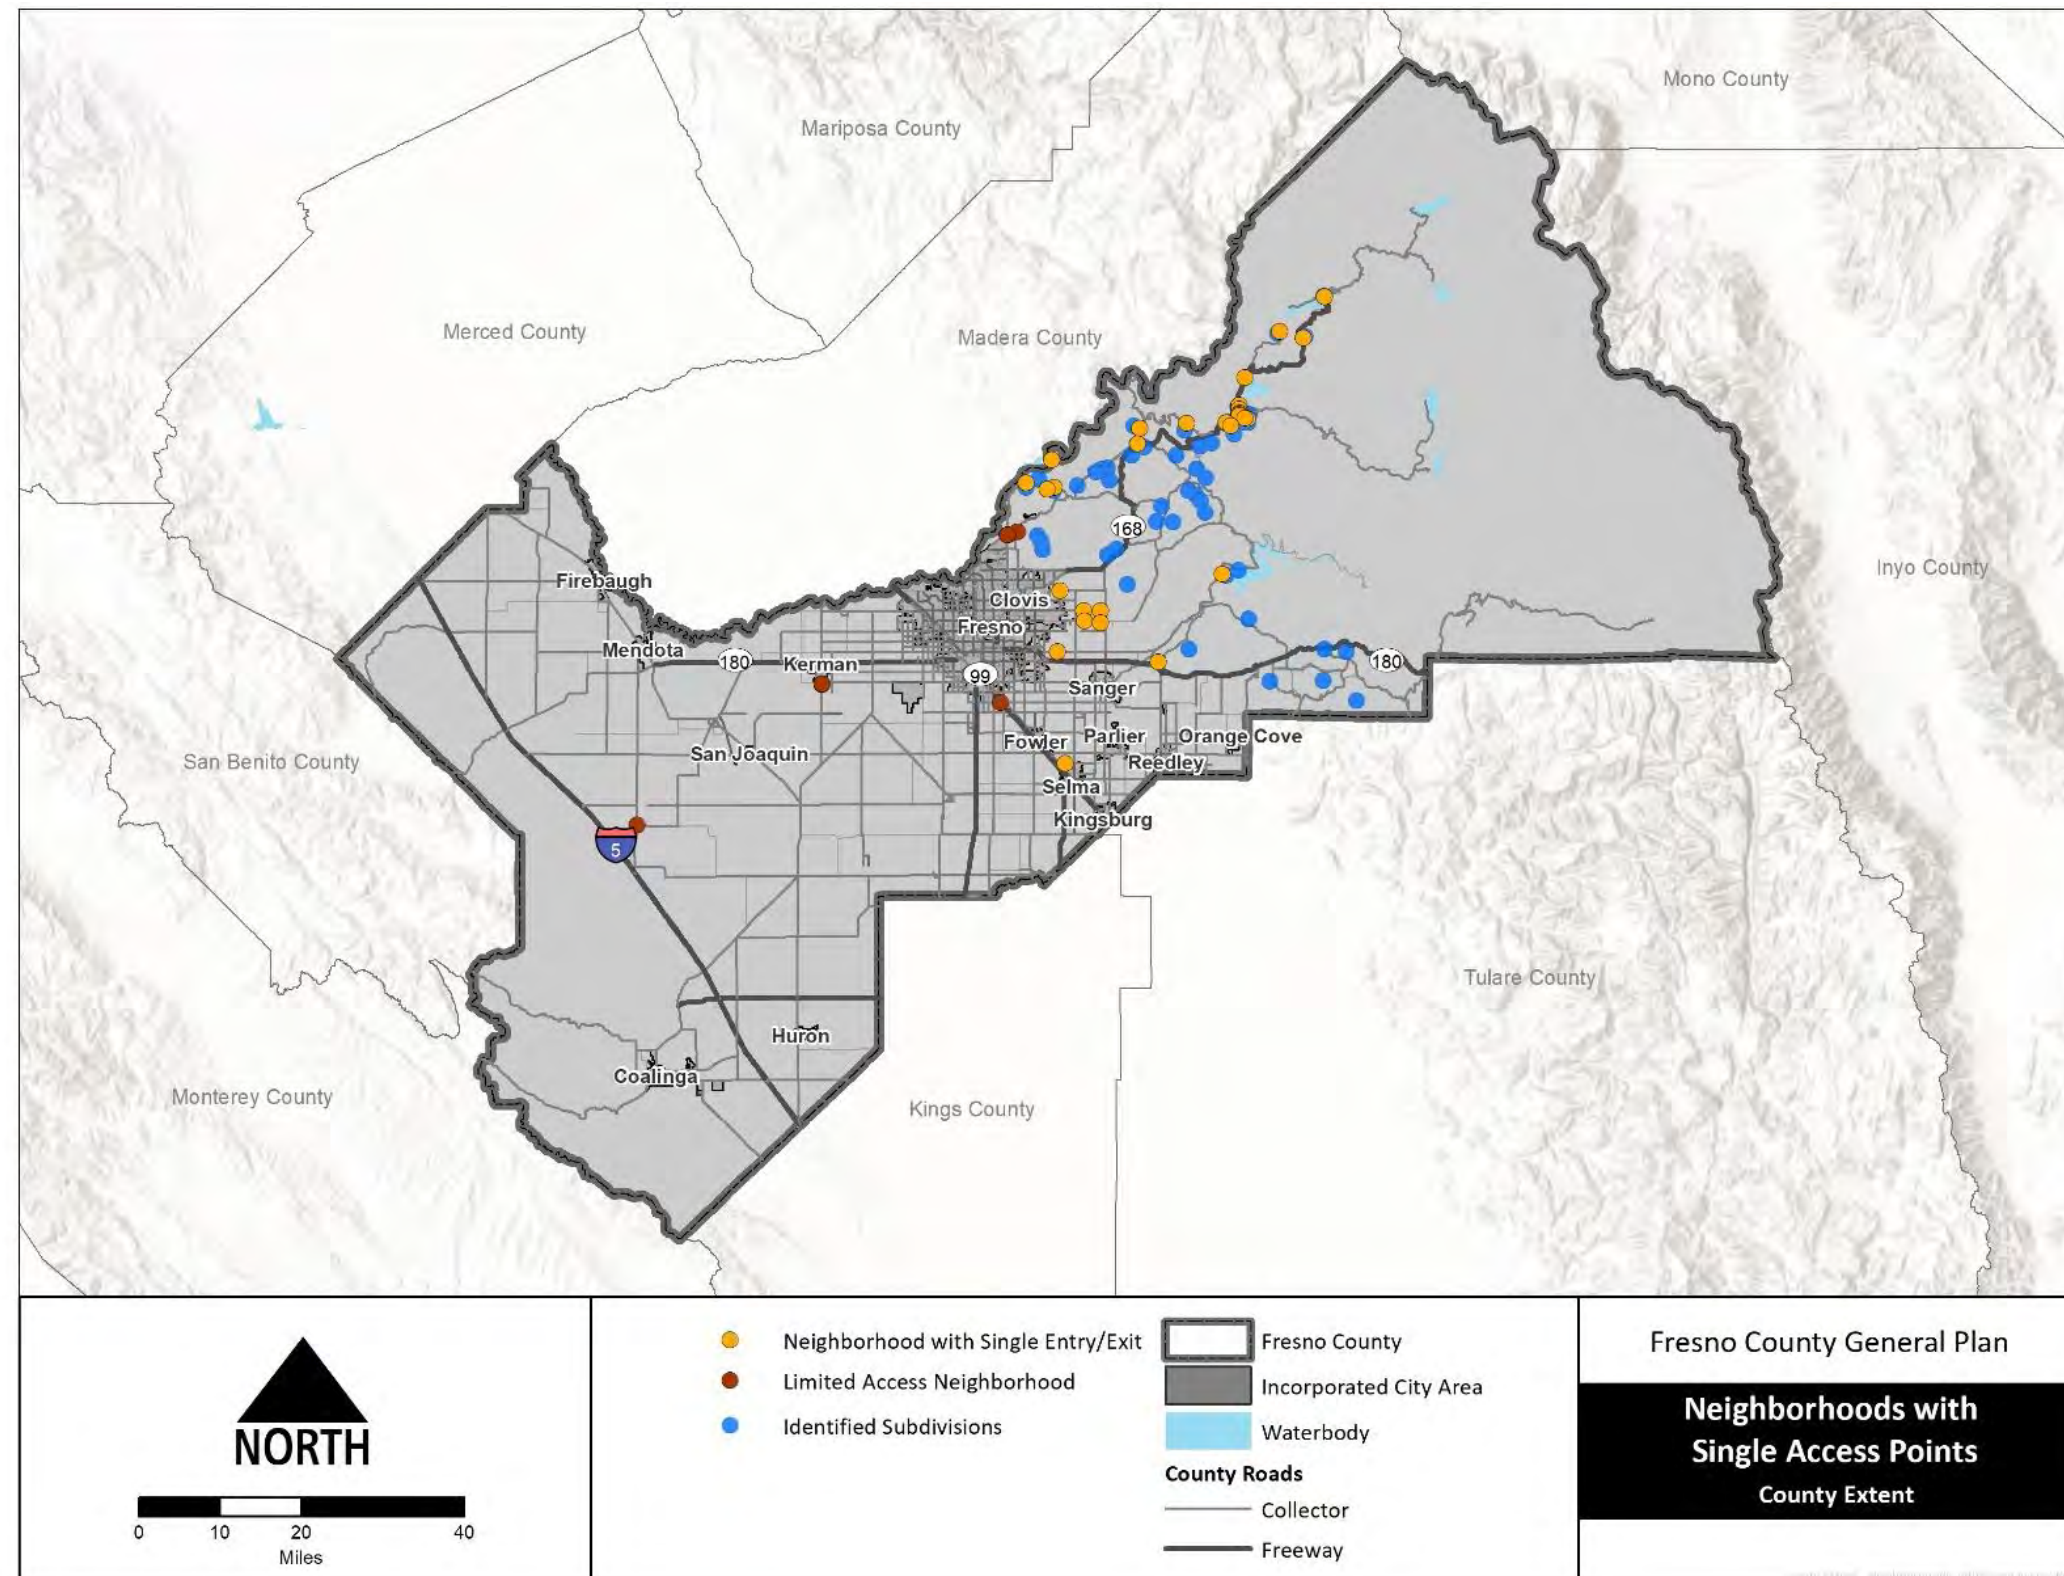 Mono County
Mariposa County
Merced County
Madera County
Inyo County
168
Firebaugh
Clovis
Fresno
Mendota
180
Kerman
99
180
Sanger
San Joaquin
Fowler
Parlier
Orange Cove
Reedley
San Benito County
Selma
Kingsburg
5
Tulare County
Huron
Coalinga
Monterey County
Kings County
NORTH
0 10 20 40
Miles
Neighborhood with Single Entry/Exit
Limited Access Neighborhood
Identified Subdivisions
Fresno County
Incorporated City Area
Waterbody
County Roads
Collector
Freeway
Fresno County General Plan
Neighborhoods with
Single Access Points
County Extent